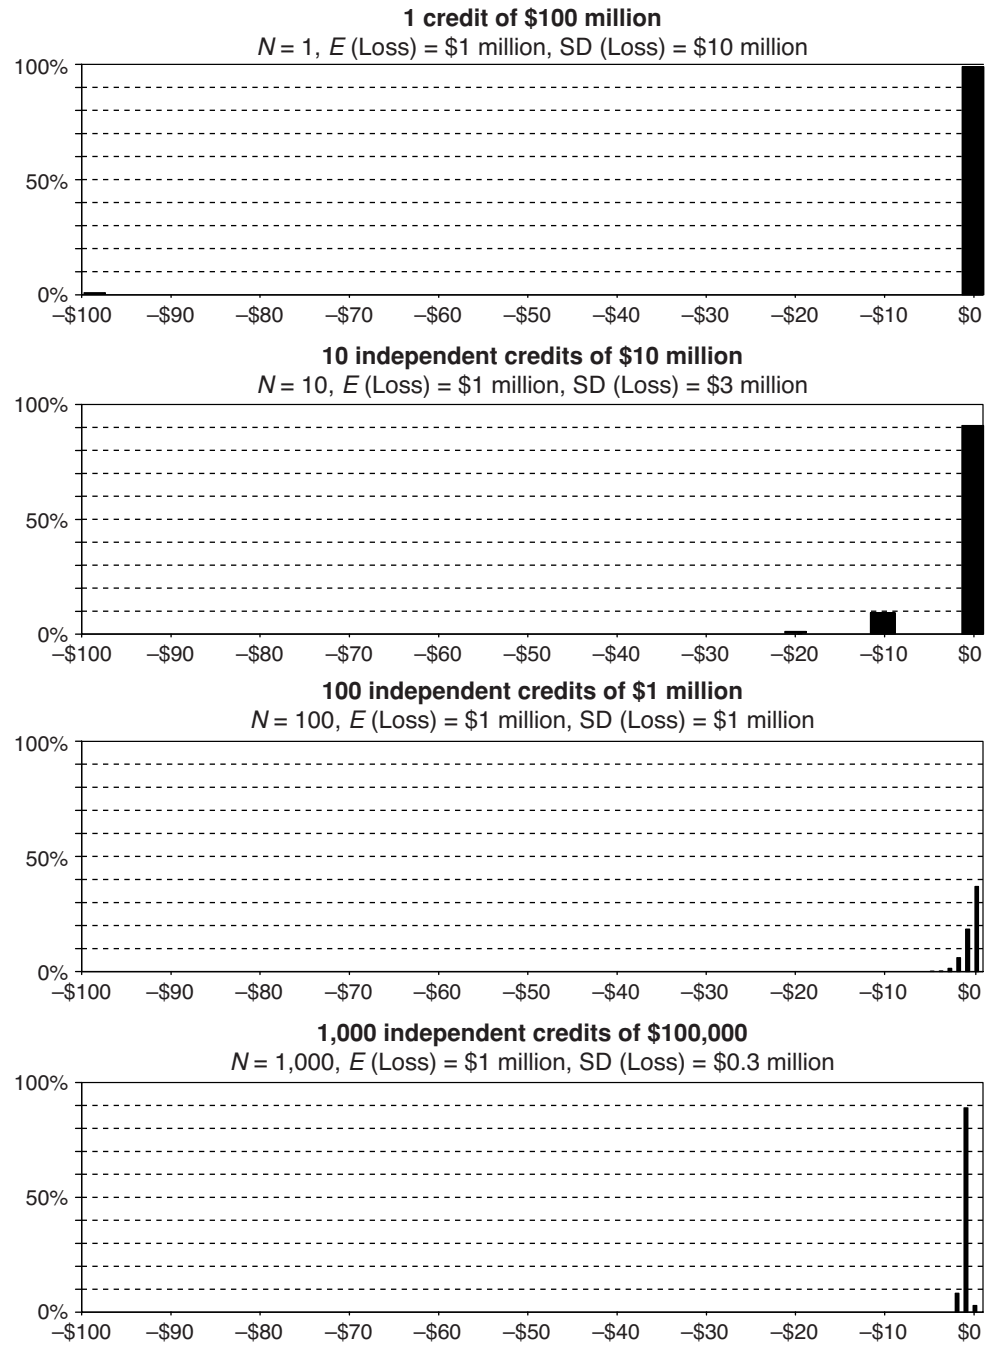 1 credit of $100 million
N = 1, E (Loss) = $1 million, SD (Loss) = $10 million
100%
50%
0%
–$100 –$90 –$80 –$70 –$60 –$50 –$40 –$30 –$20 –$10 $0
10 independent credits of $10 million
N = 10, E (Loss) = $1 million, SD (Loss) = $3 million
100%
50%
0%
–$100 –$90 –$80 –$70 –$60 –$50 –$40 –$30 –$20 –$10 $0
100 independent credits of $1 million
N = 100, E (Loss) = $1 million, SD (Loss) = $1 million
100%
50%
0%
–$100 –$90 –$80 –$70 –$60 –$50 –$40 –$30 –$20 –$10 $0
1,000 independent credits of $100,000
N = 1,000, E (Loss) = $1 million, SD (Loss) = $0.3 million
100%
50%
0%
–$100 –$90 –$80 –$70 –$60 –$50 –$40 –$30 –$20 –$10 $0